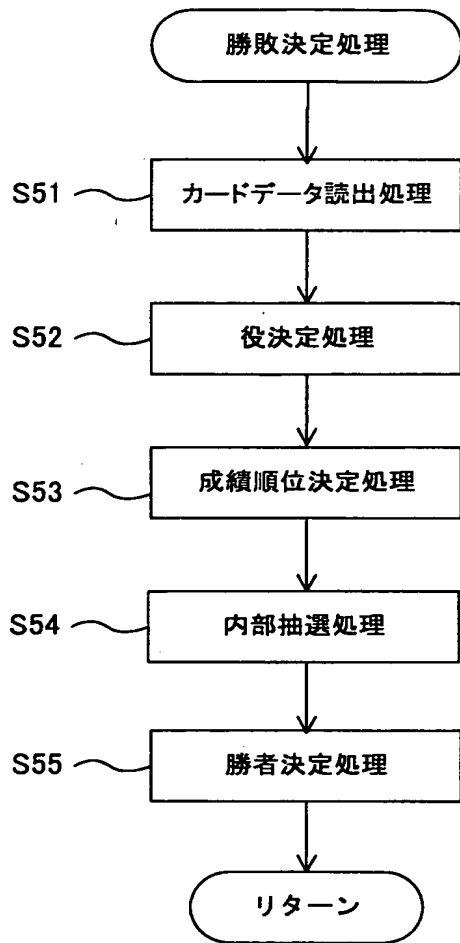 勝敗決定処理
S51 カードデータ読出処理
S52 役決定処理
S53 成績順位決定処理
S54 内部抽選処理
S55 勝者決定処理
リターン